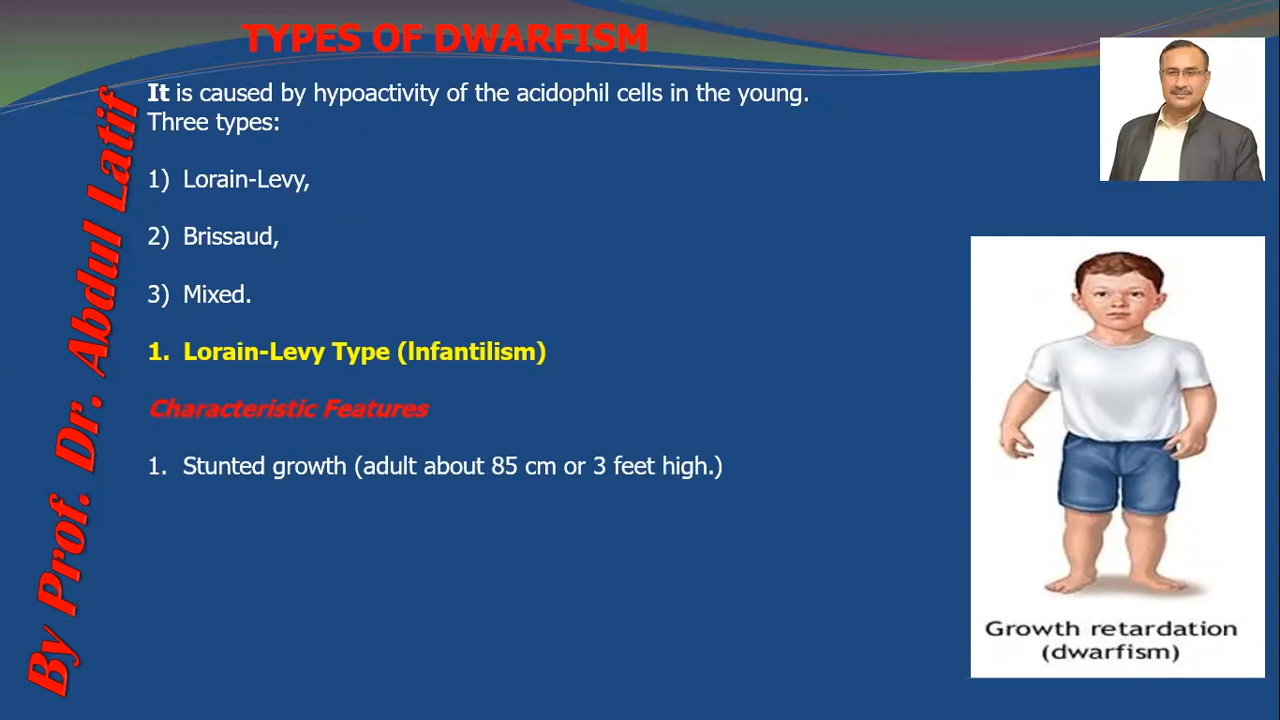 TYPES OF DWARFISM
It is caused by hypoactivity of the acidophil cells in the young.
Three types:
1) Lorain-Levy,
2) Brissaud,
3) Mixed.
1. Lorain-Levy Type (lnfantilism)
Characteristic Features
1. Stunted growth (adult about 85 cm or 3 feet high.)
By Prof. Dr. Abdul Latif
Growth retardation
(dwarfism)